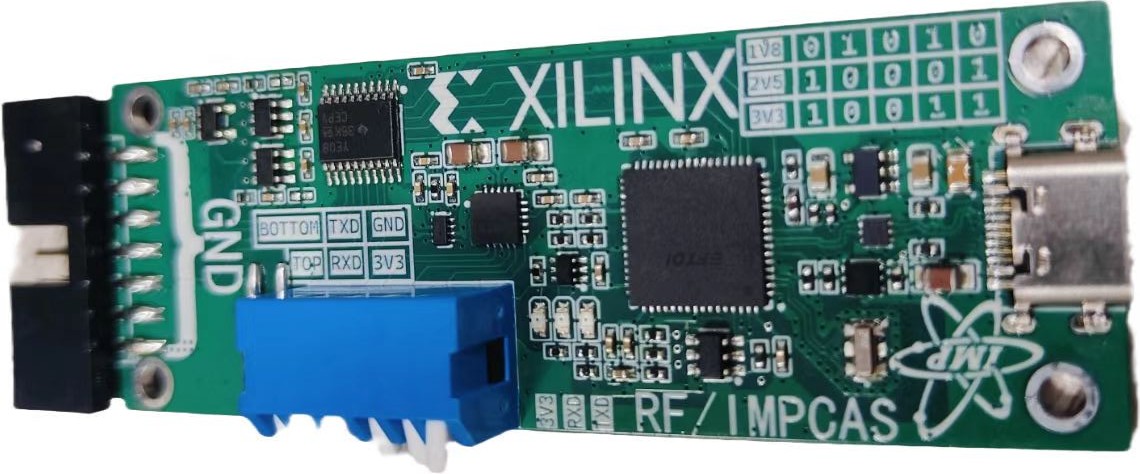 XILINX
1V8 0 1 0 1 0
2V5 1 0 0 0 1
3V3 1 0 0 1 1
GND
BOTTOM TXD GND
TOP RXD 3V3
FTDI
IMP
3V3
RXD
TXD
RF/IMPCAS